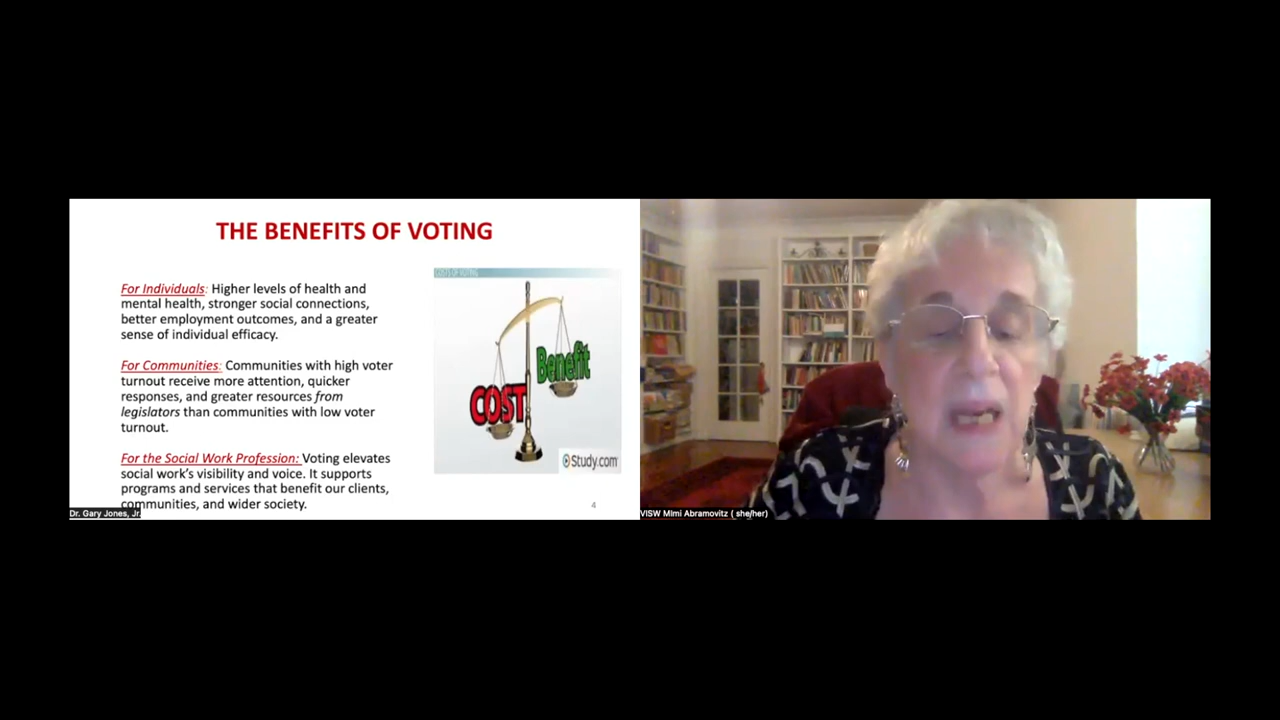 THE BENEFITS OF VOTING
For Individuals: Higher levels of health and
mental health, stronger social connections,
better employment outcomes, and a greater
sense of individual efficacy.
For Communities: Communities with high voter
turnout receive more attention, quicker
responses, and greater resources from
legislators than communities with low voter
turnout.
For the Social Work Profession: Voting elevates
social work's visibility and voice. It supports
programs and services that benefit our clients,
communities, and wider society.
COSTS OF VOTING
Benefit
COST
Study.com
4
Dr. Gary Jones, Jr.
VISW MImi Abramovitz ( she/her)